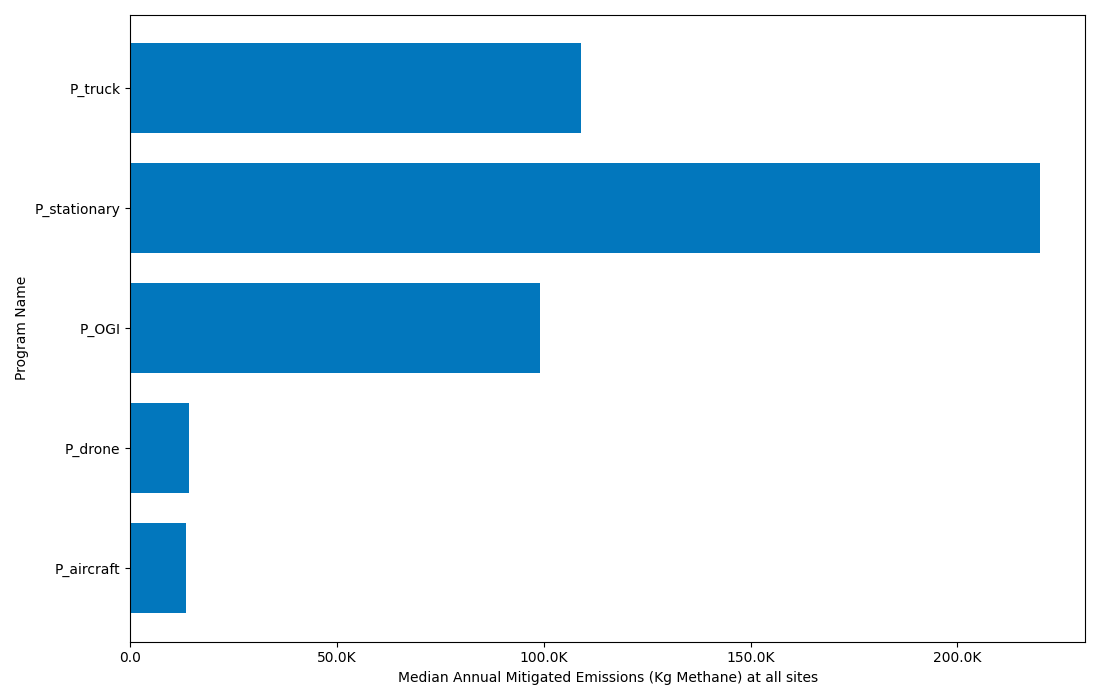 P_truck
P_stationary
P_OGI
P_drone
P_aircraft
Program Name
0.0
50.0K
100.0K
150.0K
200.0K
Median Annual Mitigated Emissions (Kg Methane) at all sites